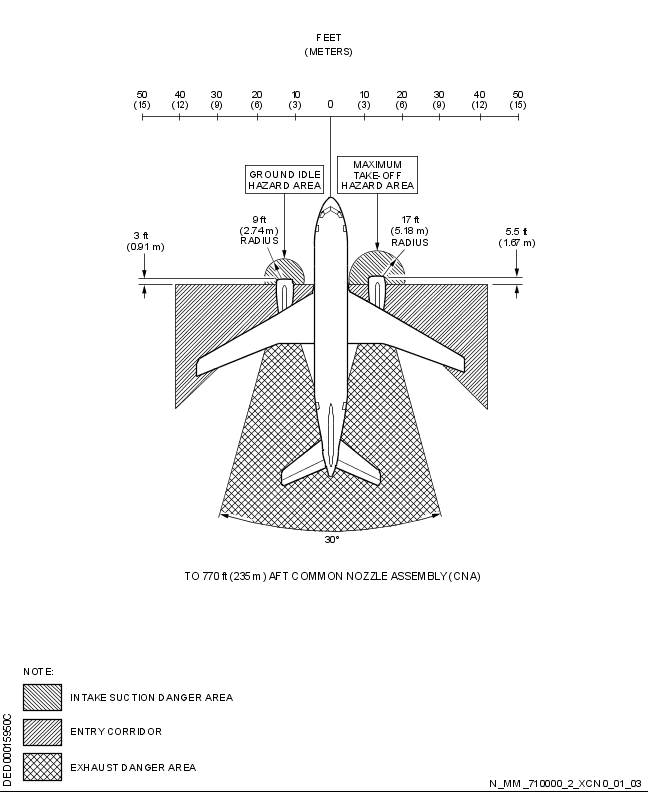 FEET
(METERS)
50 40 30 20 10 0 10 20 30 40 50
(15) (12) (9) (6) (3) (3) (6) (9) (12) (15)
GROUND IDLE
HAZARD AREA
MAXIMUM
TAKE-OFF
HAZARD AREA
9 ft
(2.74 m)
RADIUS
17 ft
(5.18 m)
RADIUS
3 ft
(0.91 m)
5.5 ft
(1.67 m)
30°
TO 770 ft (235 m) AFT COMMON NOZZLE ASSEMBLY (CNA)
NOTE:
INTAKE SUCTION DANGER AREA
ENTRY CORRIDOR
EXHAUST DANGER AREA
DED00015950C
N_MM_710000_2_XCN0_01_03